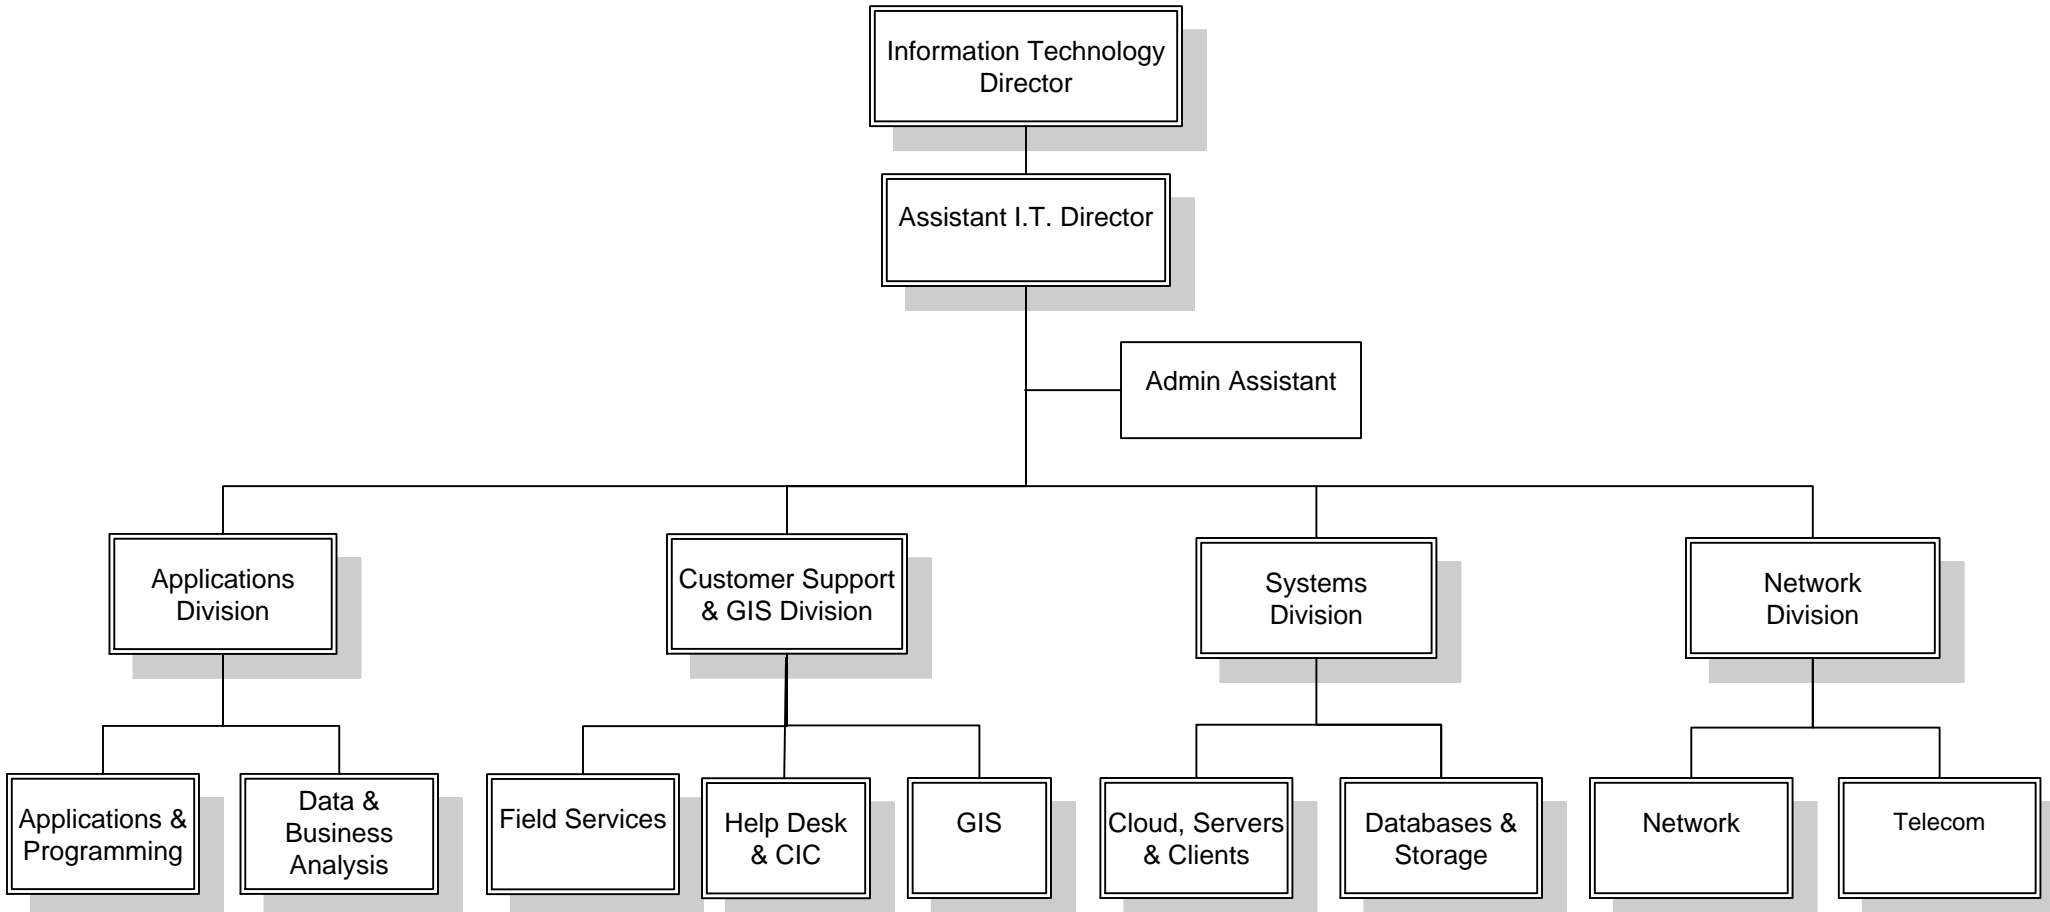 Information Technology
Director
Assistant I.T. Director
Admin Assistant
Applications
Division
Customer Support
& GIS Division
Systems
Division
Network
Division
Applications &
Programming
Data &
Business
Analysis
Field Services
Help Desk
& CIC
GIS
Cloud, Servers
& Clients
Databases &
Storage
Network
Telecom